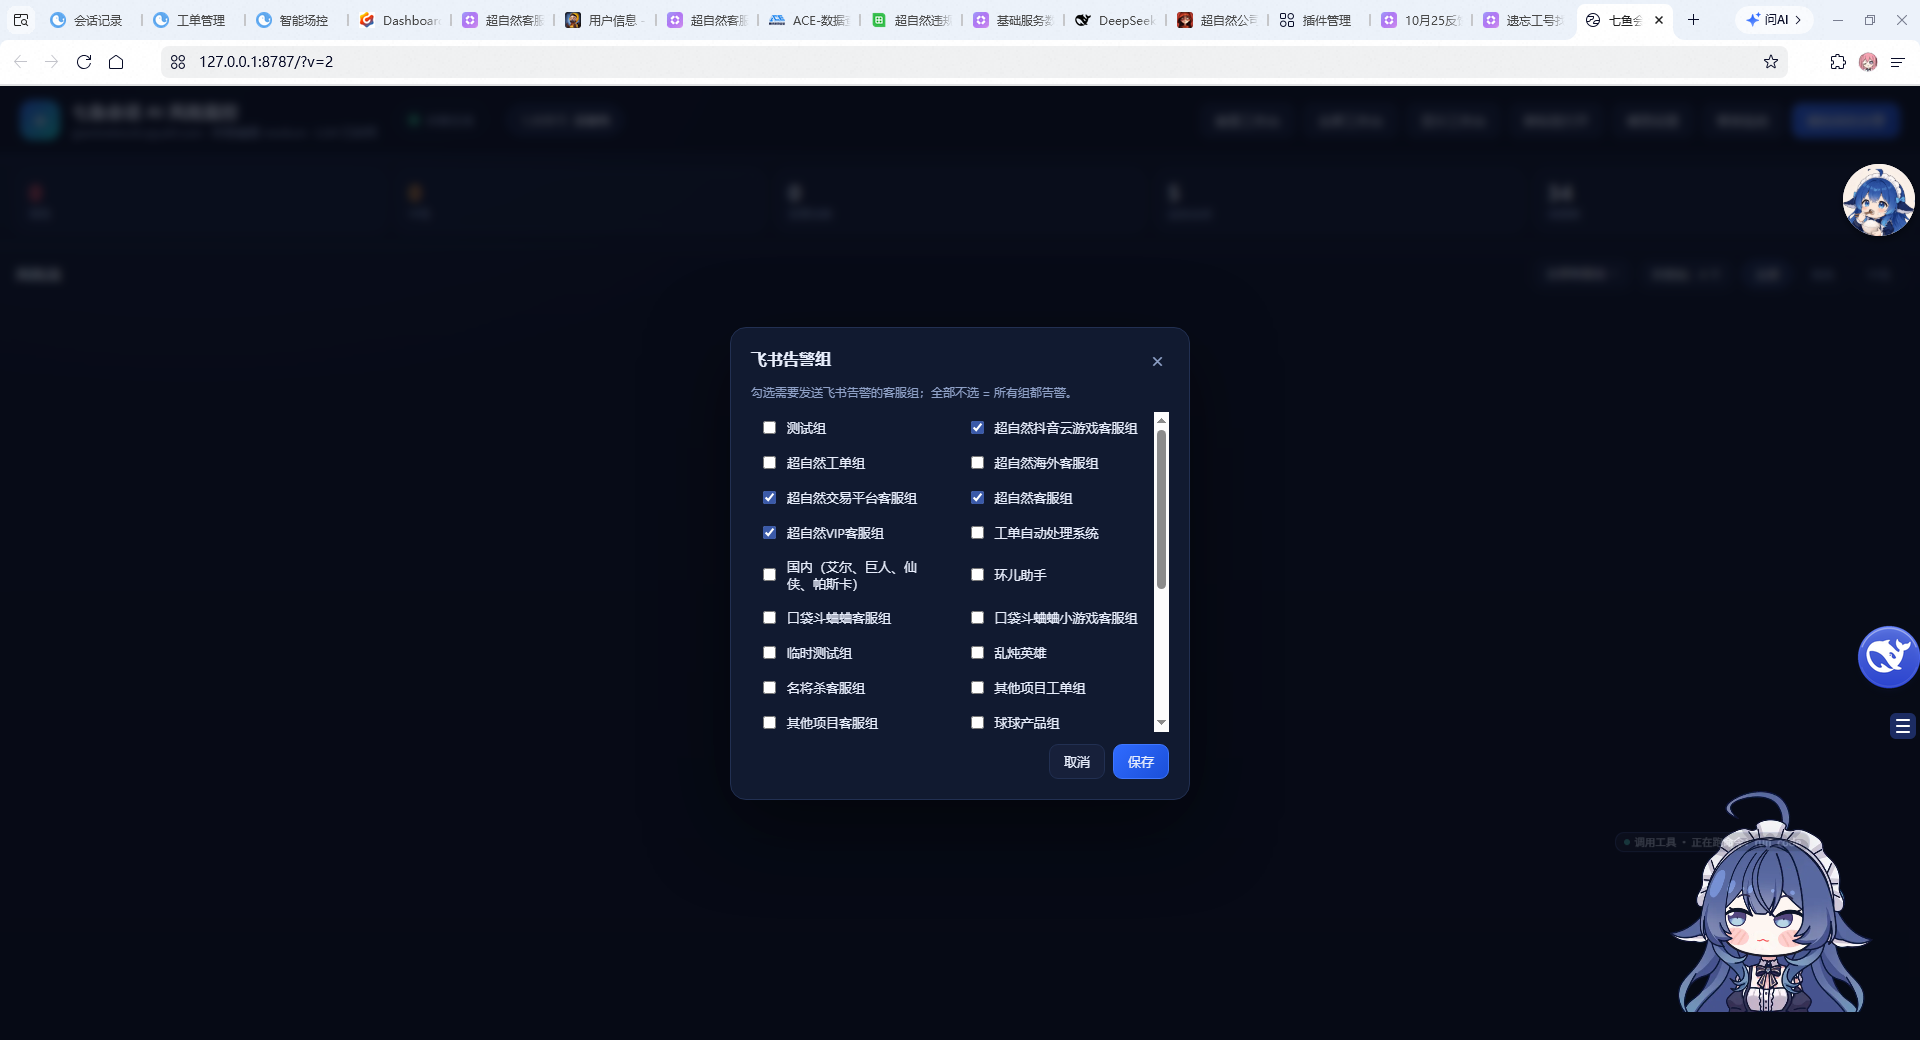 会话记录
工单管理
智能场控
Dashboar
超自然客服
用户信息 -
超自然客服
ACE-数据
超自然违规
基础服务数
DeepSeek
超自然公司
插件管理
10月25反
遗忘工号找
七鱼会
问AI
127.0.0.1:8787/?v=2
飞书告警组
勾选需要发送飞书告警的客服组；全部不选 = 所有组都告警。
测试组
超自然抖音云游戏客服组
超自然工单组
超自然海外客服组
超自然交易平台客服组
超自然客服组
超自然VIP客服组
工单自动处理系统
国内（艾尔、巨人、仙
侠、帕斯卡）
环儿助手
口袋斗蛐蛐客服组
口袋斗蛐蛐小游戏客服组
临时测试组
乱炖英雄
名将杀客服组
其他项目工单组
其他项目客服组
球球产品组
取消
保存
调用工具 • 正在